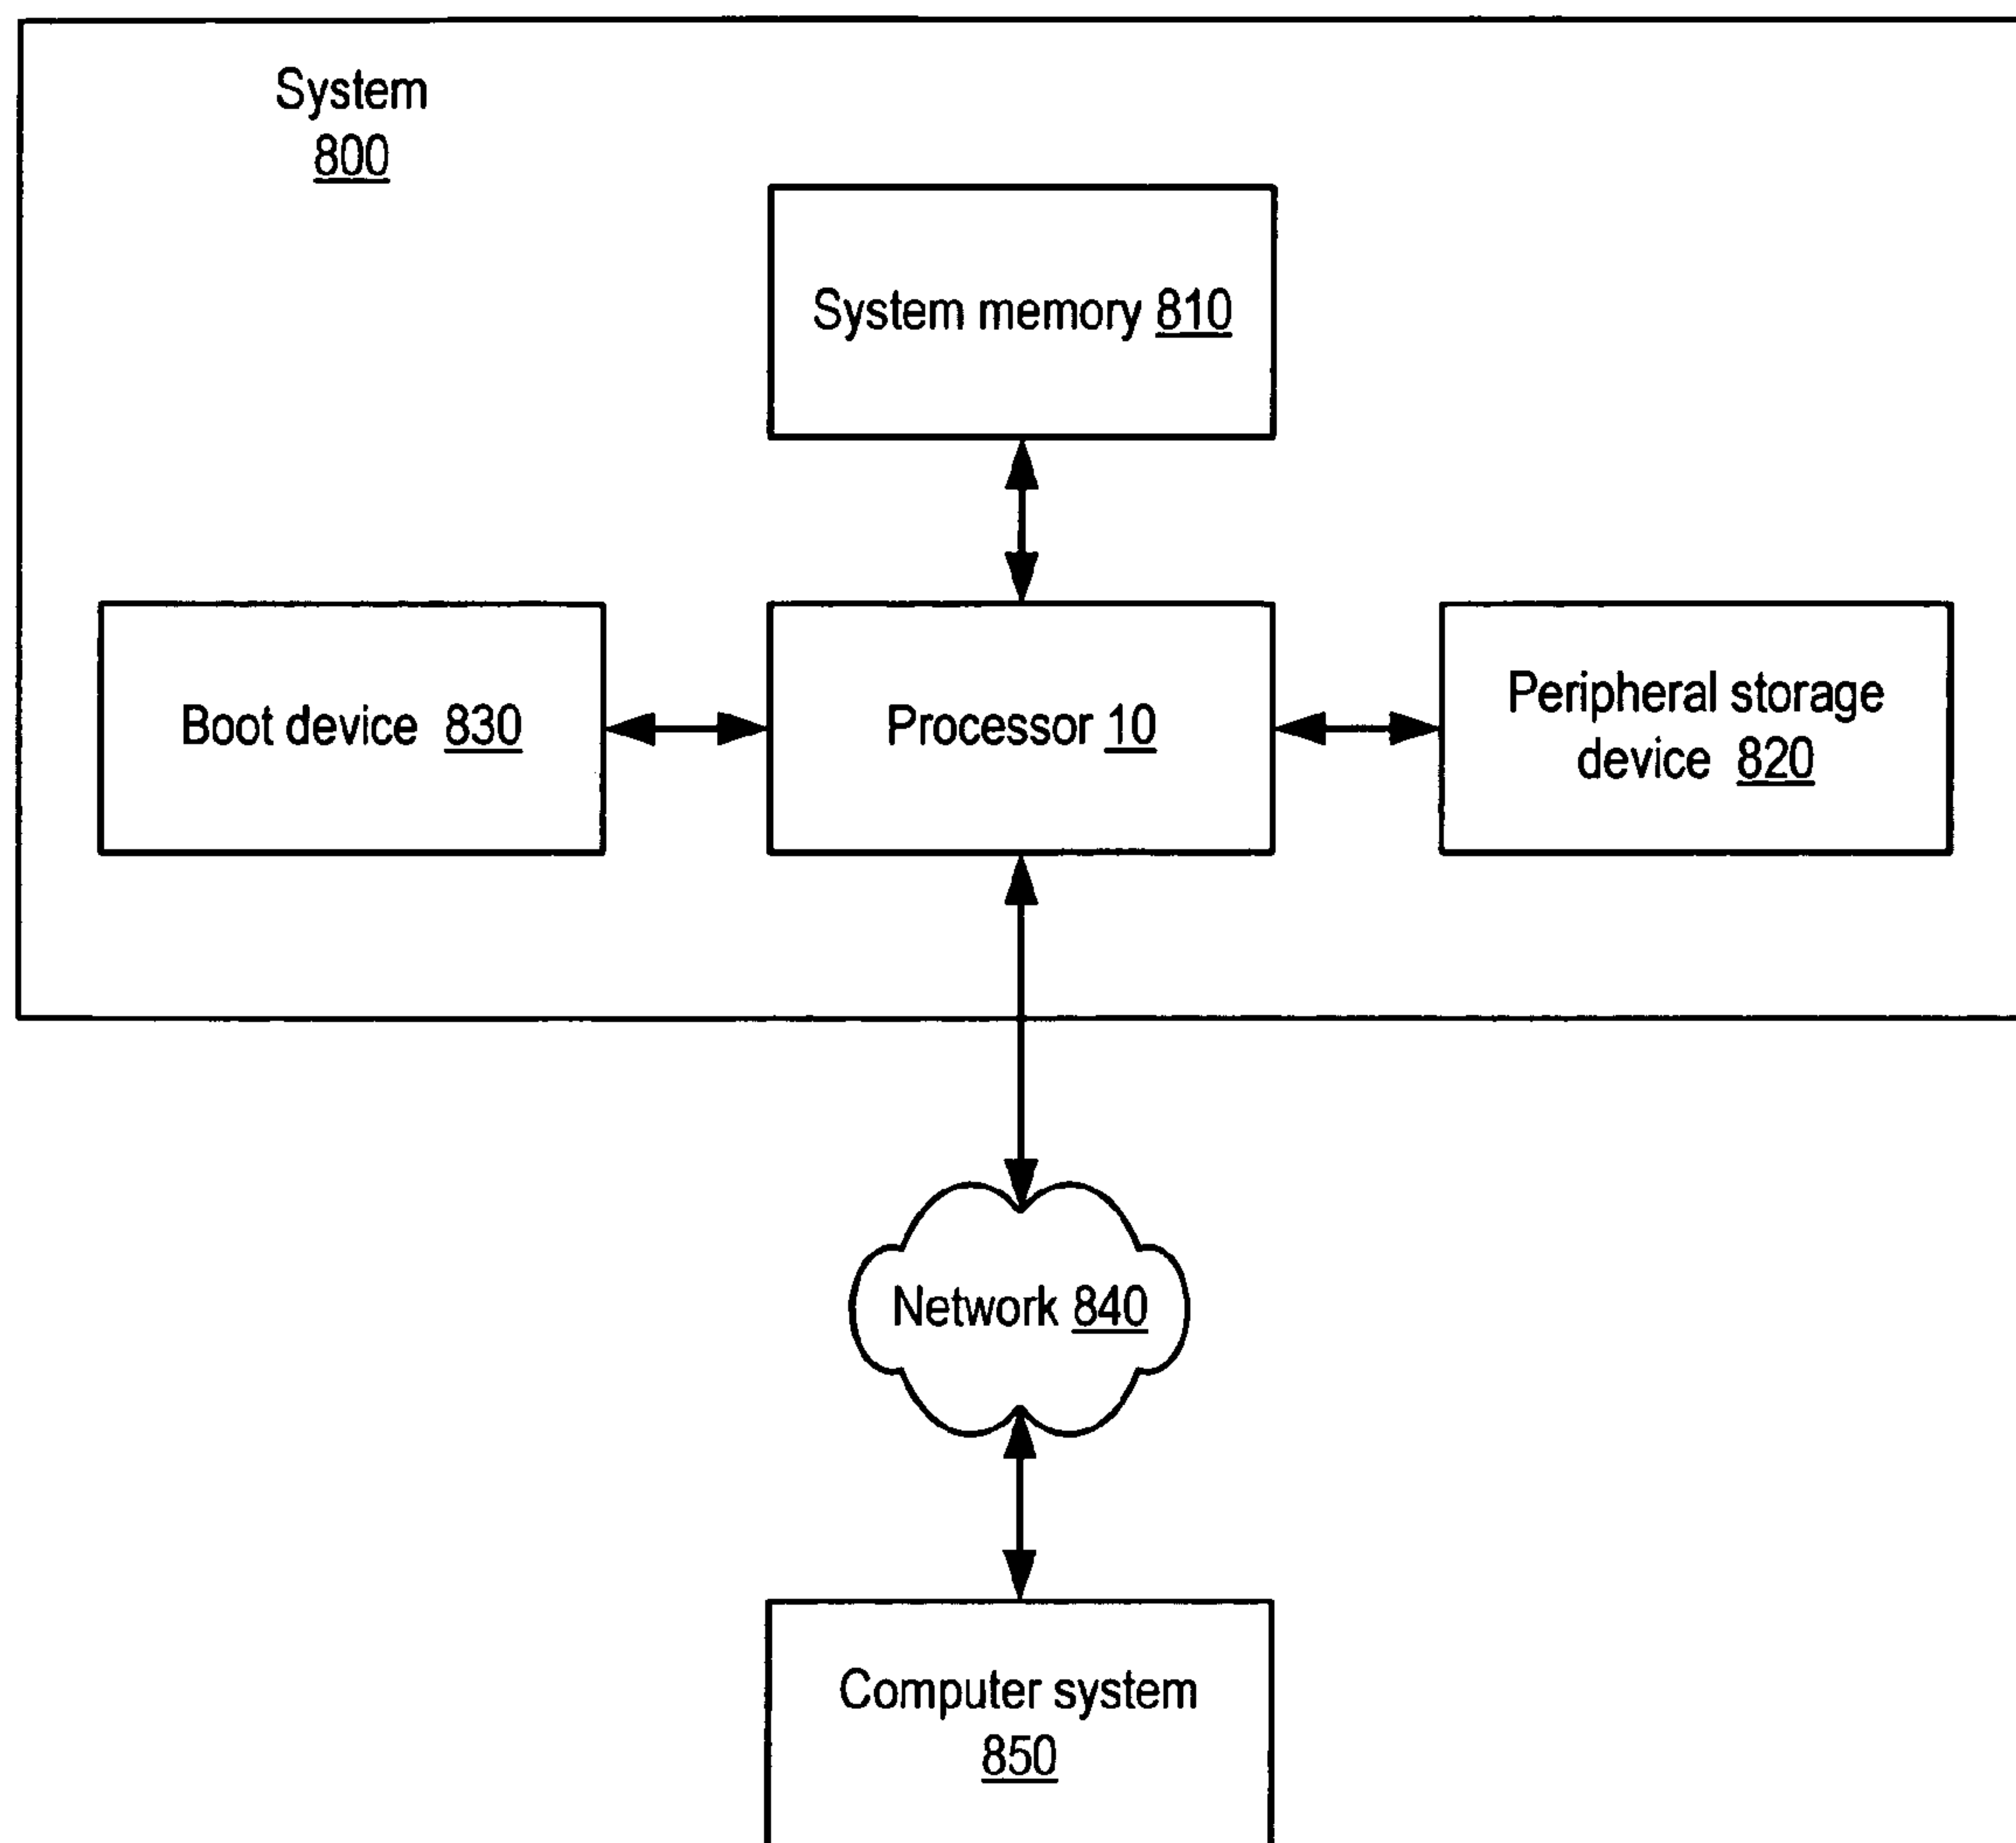 System
800
System memory 810
Boot device 830
Processor 10
Peripheral storage
device 820
Network 840
Computer system
850